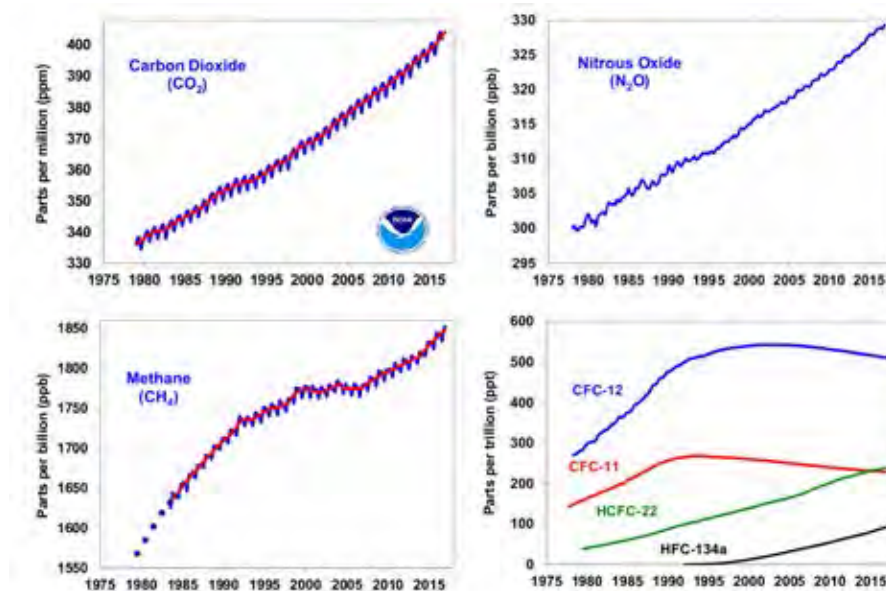 Parts per million (ppm)
400
390
380
370
360
350
340
330
Carbon Dioxide
(CO₂)
NOAA
1975 1980 1985 1990 1995 2000 2005 2010 2015
Parts per billion (ppb)
330
325
320
315
310
305
300
295
Nitrous Oxide
(N₂O)
1975 1980 1985 1990 1995 2000 2005 2010 2015
Parts per billion (ppb)
1850
1800
1750
1700
1650
1600
1550
Methane
(CH₄)
1975 1980 1985 1990 1995 2000 2005 2010 2015
Parts per trillion (ppt)
600
500
400
300
200
100
0
CFC-12
CFC-11
HCFC-22
HFC-134a
1975 1980 1985 1990 1995 2000 2005 2010 2015